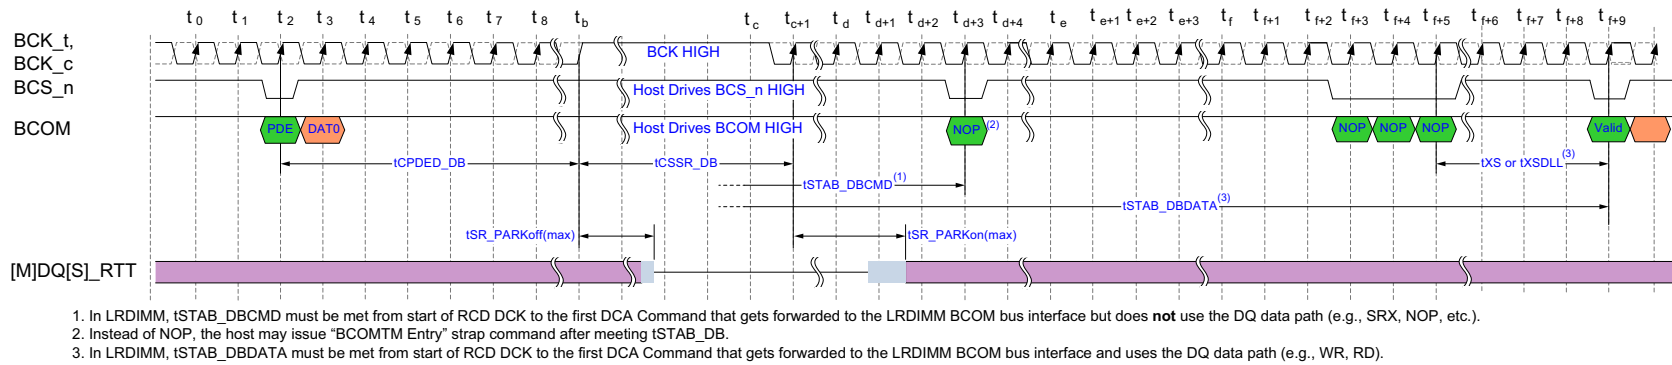 t0 t1 t2 t3 t4 t5 t6 t7 t8 tb tc tc+1 td td+1 td+2 td+3 td+4 te te+1 te+2 te+3 tf tf+1 tf+2 tf+3 tf+4 tf+5 tf+6 tf+7 tf+8 tf+9
BCK_t,
BCK_c
BCK HIGH
BCS_n
Host Drives BCS_n HIGH
BCOM
PDE DAT0 Host Drives BCOM HIGH NOP (2) NOP NOP NOP Valid
tCPDED_DB tCSSR_DB tXS or tXSDLL(3)
tSTAB_DBCMD(1)
tSTAB_DBDATA(3)
tSR_PARKoff(max) tSR_PARKon(max)
[M]DQ[S]_RTT
1. In LRDIMM, tSTAB_DBCMD must be met from start of RCD DCK to the first DCA Command that gets forwarded to the LRDIMM BCOM bus interface but does not use the DQ data path (e.g., SRX, NOP, etc.).
2. Instead of NOP, the host may issue “BCOMTM Entry” strap command after meeting tSTAB_DB.
3. In LRDIMM, tSTAB_DBDATA must be met from start of RCD DCK to the first DCA Command that gets forwarded to the LRDIMM BCOM bus interface and uses the DQ data path (e.g., WR, RD).